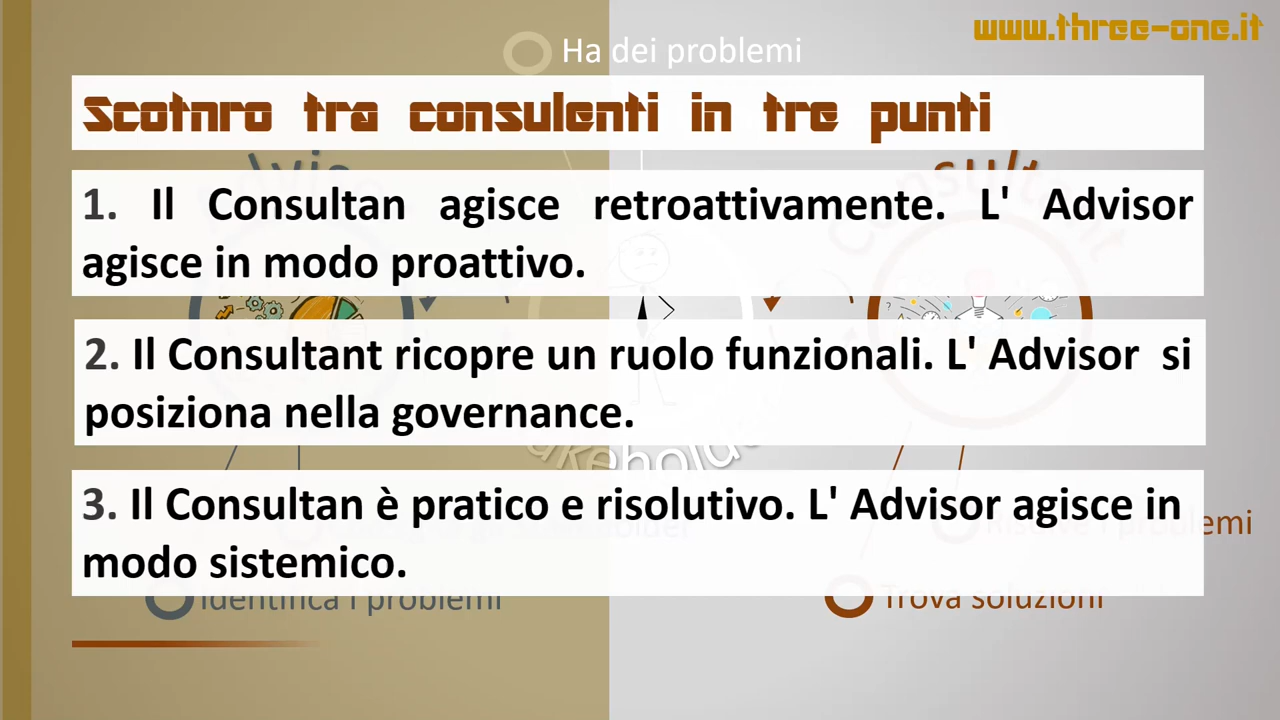 www.three-one.it
Ha dei problemi
Scotnro tra consulenti in tre punti
1. Il Consultan agisce retroattivamente. L' Advisor
agisce in modo proattivo.
2. Il Consultant ricopre un ruolo funzionali. L' Advisor si
posiziona nella governance.
3. Il Consultan è pratico e risolutivo. L' Advisor agisce in
modo sistemico.
Risolve i problemi
Identifica i problemi
Trova soluzioni